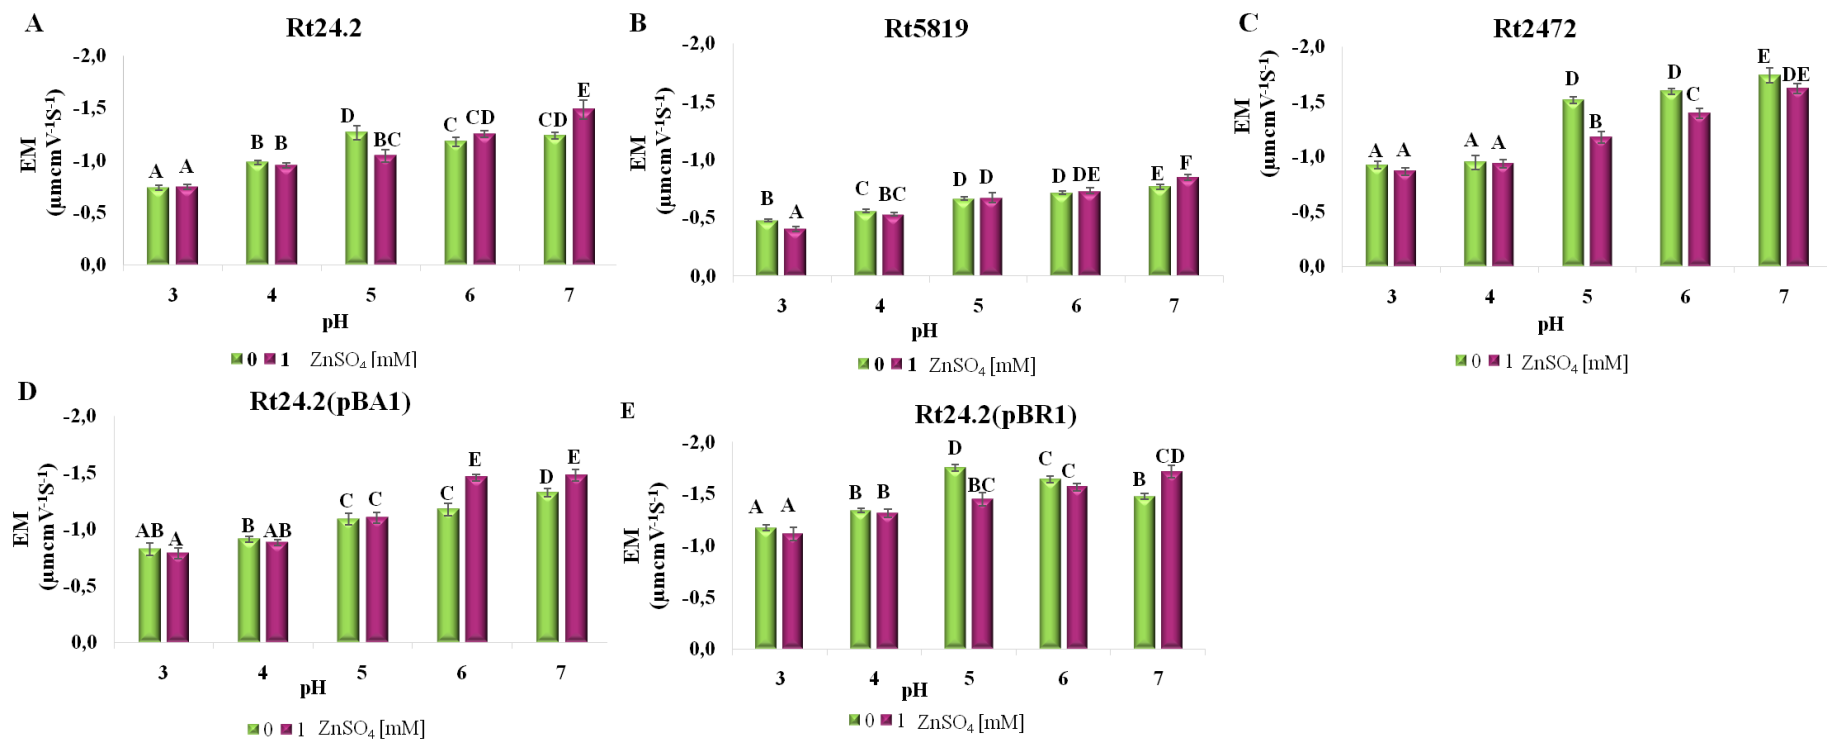 A
Rt24.2
-2,0
-1,5
-1,0
-0,5
0,0
EM
(µmcmV-1S-1)
A A B B D BC C CD CD E
3 4 5 6 7
pH
0 1 ZnSO4 [mM]
B
Rt5819
-2,0
-1,5
-1,0
-0,5
0,0
EM
(µmcmV-1S-1)
B A C BC D D D DE E F
3 4 5 6 7
pH
0 1 ZnSO4 [mM]
C
Rt2472
-2,0
-1,5
-1,0
-0,5
0,0
EM
(µmcmV-1S-1)
A A A A D B D C E DE
3 4 5 6 7
pH
0 1 ZnSO4 [mM]
D
Rt24.2(pBA1)
-2,0
-1,5
-1,0
-0,5
0,0
EM
(µmcmV-1S-1)
AB A B AB C C C E D E
3 4 5 6 7
pH
0 1 ZnSO4 [mM]
E
Rt24.2(pBR1)
-2,0
-1,5
-1,0
-0,5
0,0
EM
(µmcmV-1S-1)
A A B B D BC C C B CD
3 4 5 6 7
pH
0 1 ZnSO4 [mM]